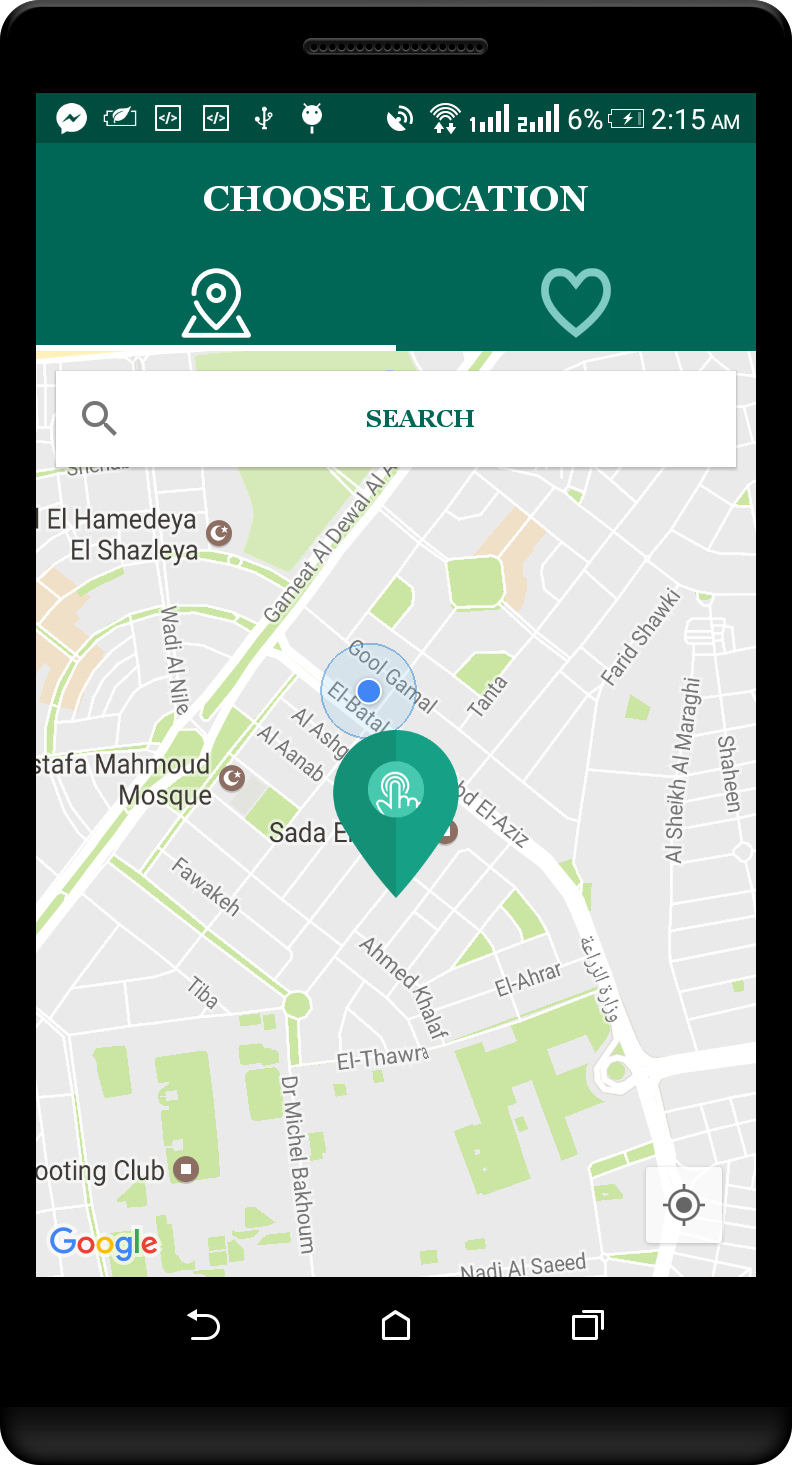 6% 2:15 AM
CHOOSE LOCATION
SEARCH
Gameat Al Dewal Al A
El Hamedeya
El Shazleya
Wadi Al Nile
Farid Shawki
Gool Gamal
El-Batal
Tanta
Al Ashg
Al Aanab
Al Sheikh Al Maraghi
Shaheen
stafa Mahmoud
Mosque
bd El-Aziz
Sada E
Fawakeh
Ahmed Khalaf
El-Ahrar
وزارة الزراعة
Tiba
El-Thawra
Dr Michel Bakhoum
ooting Club
Google
Nadi Al Saeed